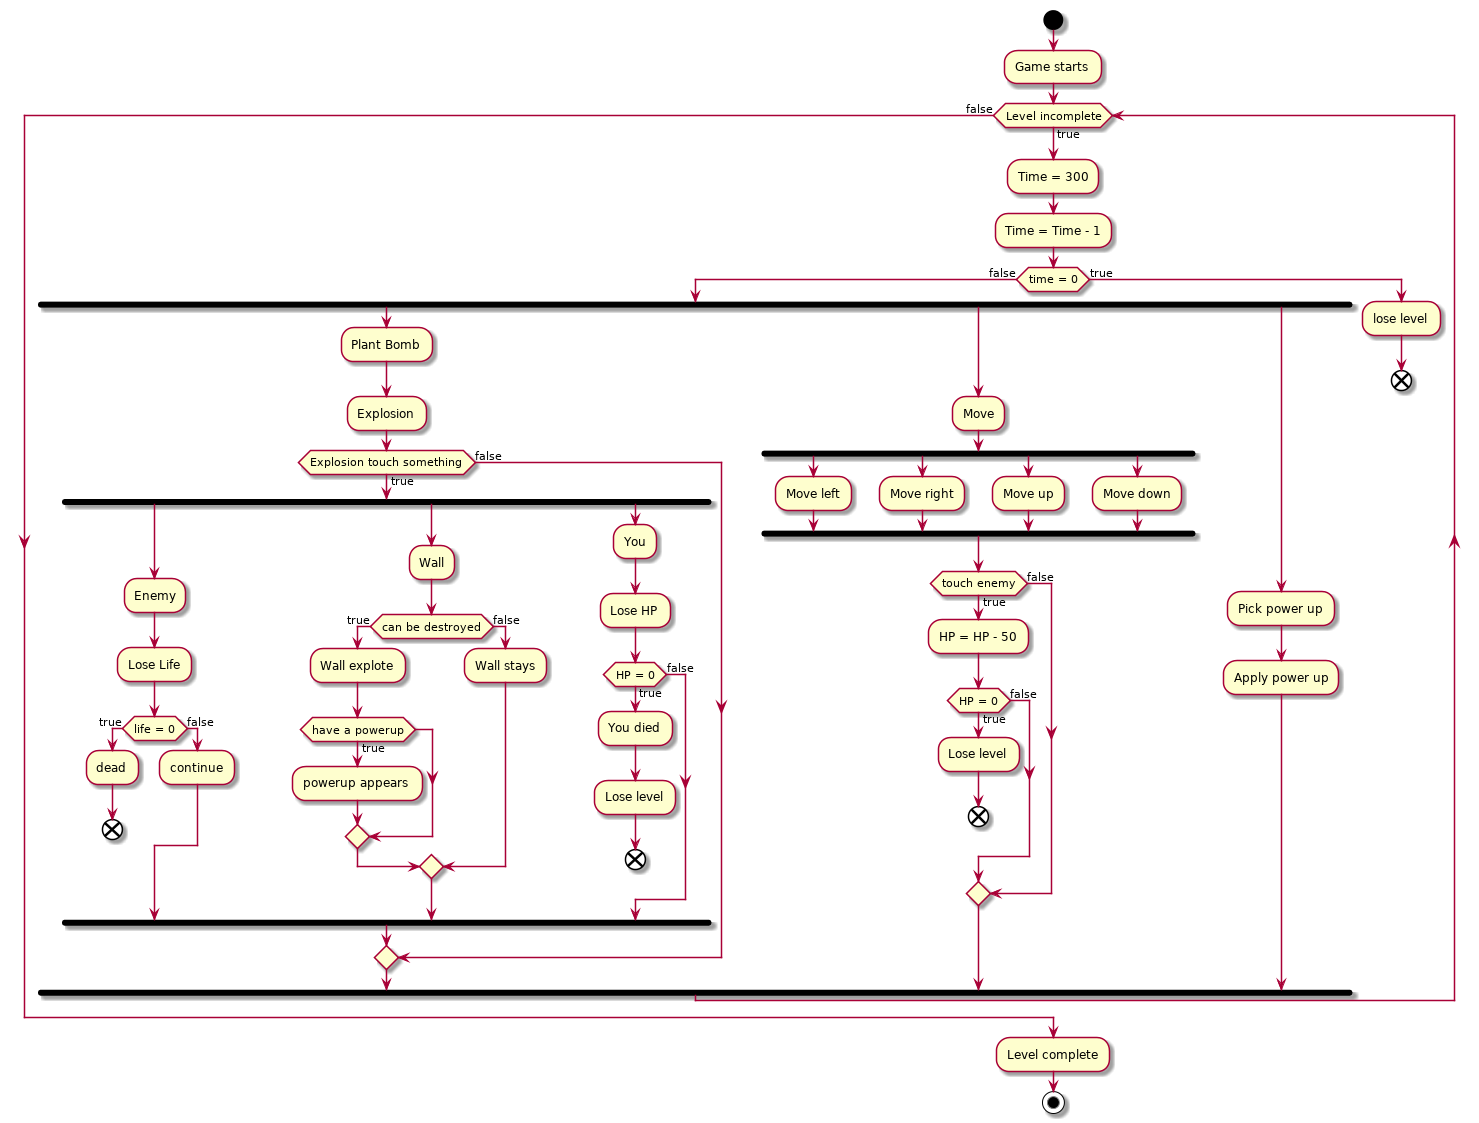 Game starts
false
Level incomplete
true
Time = 300
Time = Time - 1
false
time = 0
true
lose level
Plant Bomb
Explosion
Explosion touch something
false
true
Enemy
Lose Life
true
life = 0
false
dead
continue
Wall
true
can be destroyed
false
Wall explote
Wall stays
have a powerup
true
powerup appears
You
Lose HP
HP = 0
false
true
You died
Lose level
Move
Move left
Move right
Move up
Move down
touch enemy
false
true
HP = HP - 50
HP = 0
false
true
Lose level
Pick power up
Apply power up
Level complete